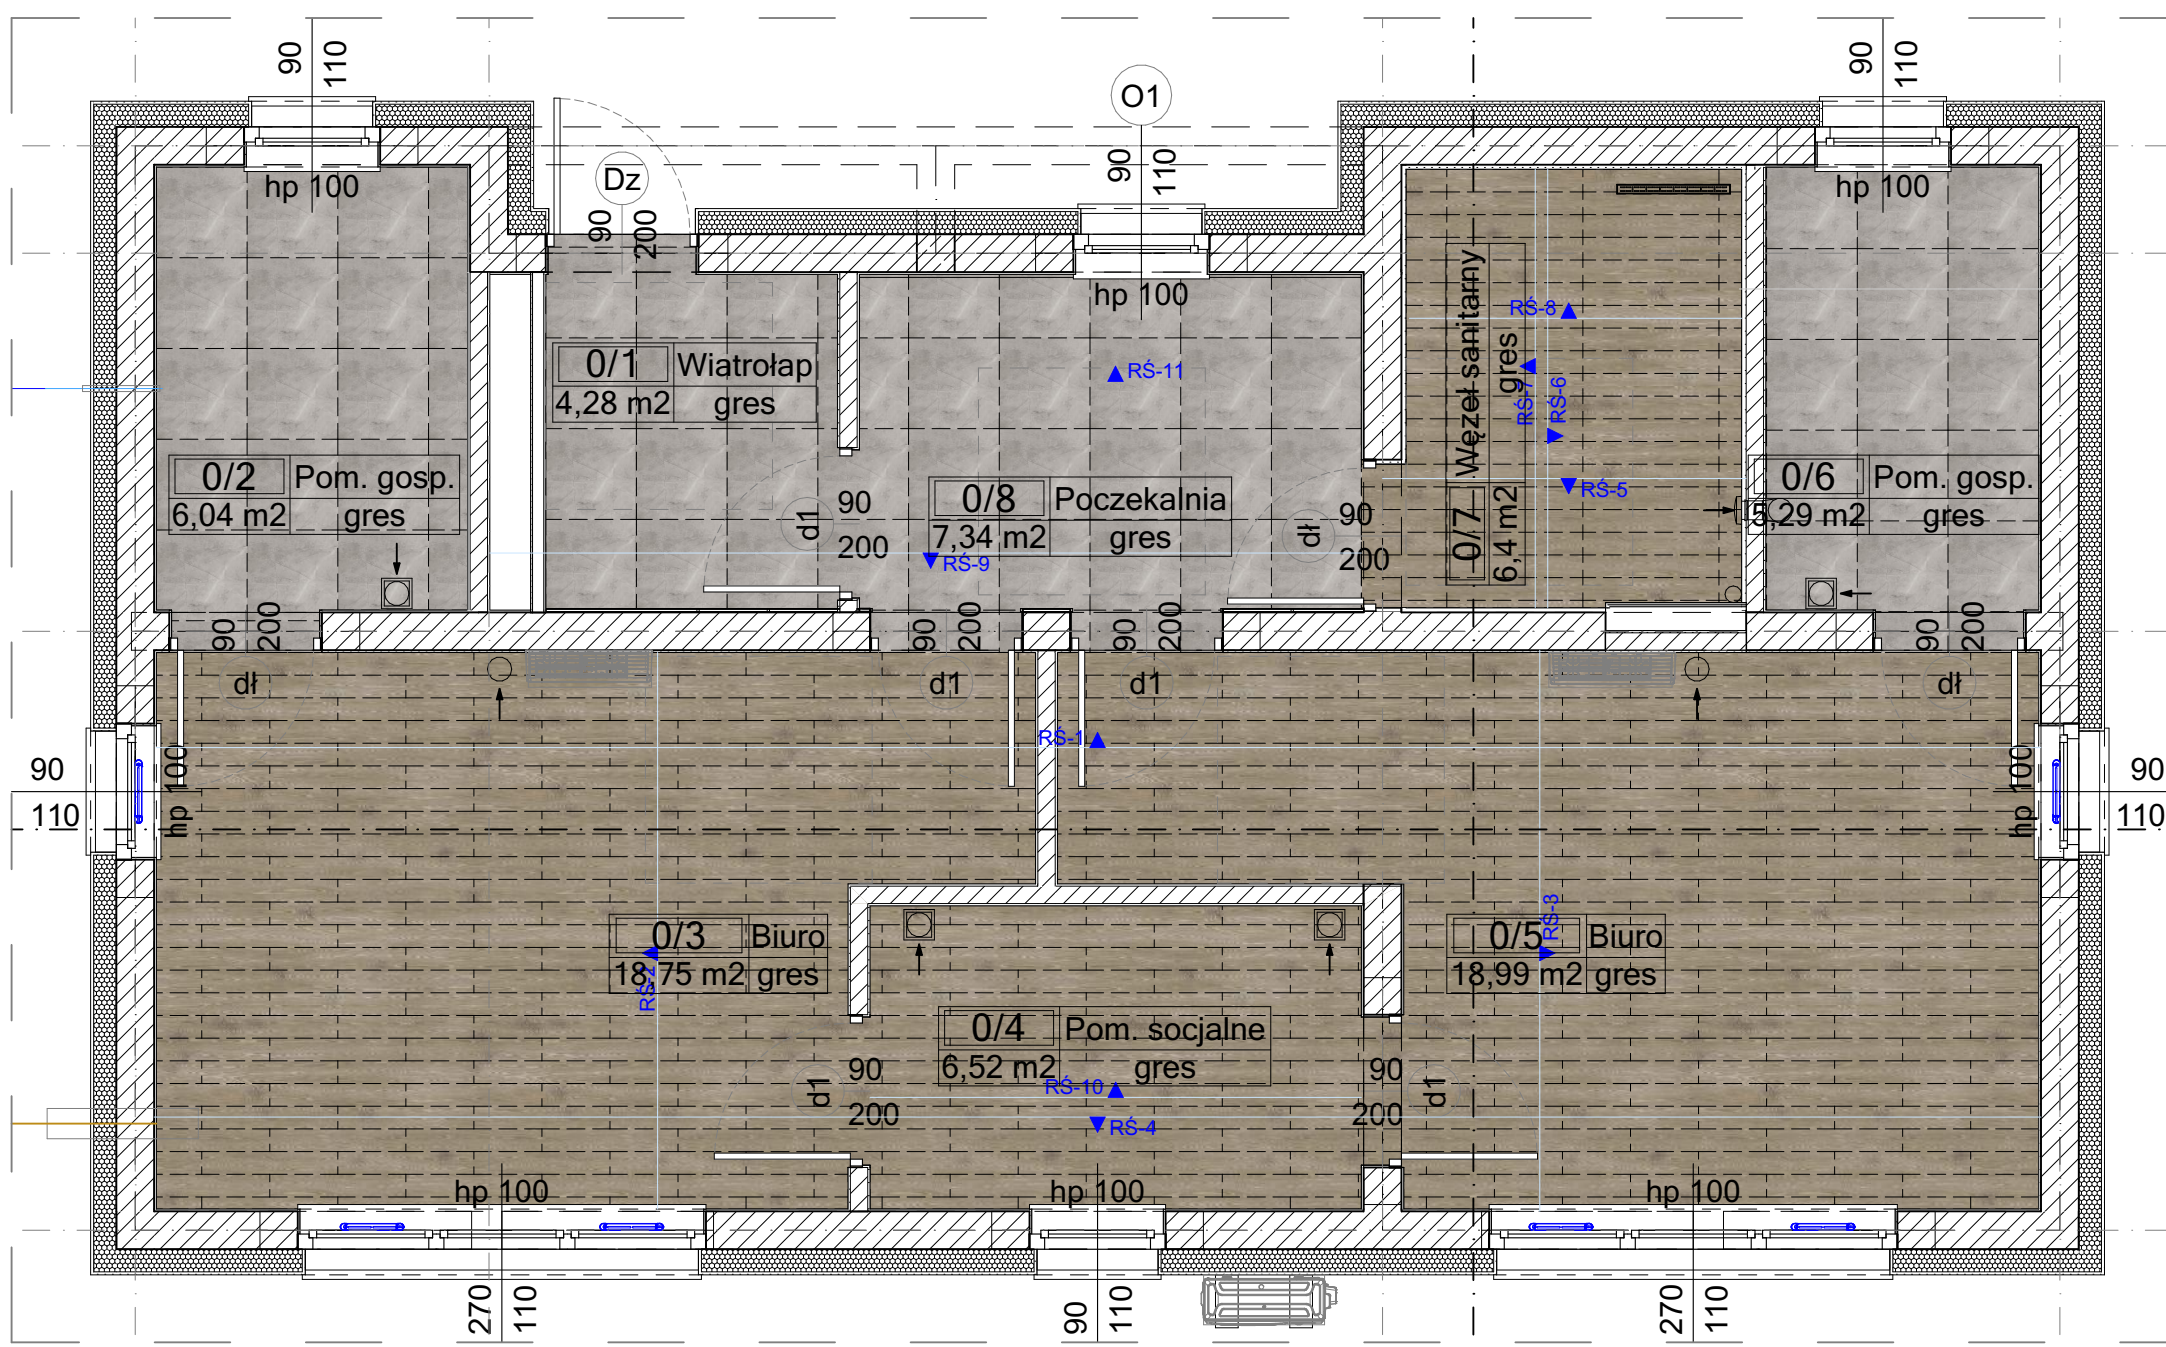 90
110
O1
90
110
Dz
90
200
90
110
hp 100
hp 100
hp 100
0/1 Wiatrołap
4,28 m2 gres
RŚ-11
Węzeł sanitarny
gres
0/7
6,4 m2
RŚ-8
RŚ-7
RŚ-6
RŚ-5
0/2 Pom. gosp.
6,04 m2 gres
d1
90
200
0/8 Poczekalnia
7,34 m2 gres
RŚ-9
dł
90
200
0/6 Pom. gosp.
5,29 m2 gres
90
200
90
200
90
200
90
200
dł
d1
d1
dł
RŚ-1
90
110
hp 100
hp 100
90
110
0/3 Biuro
18,75 m2 gres
RŚ-2
0/5 Biuro
18,99 m2 gres
RŚ-3
0/4 Pom. socjalne
6,52 m2 gres
d1
90
200
RŚ-10
RŚ-4
90
200
d1
hp 100
hp 100
hp 100
270
110
90
110
270
110